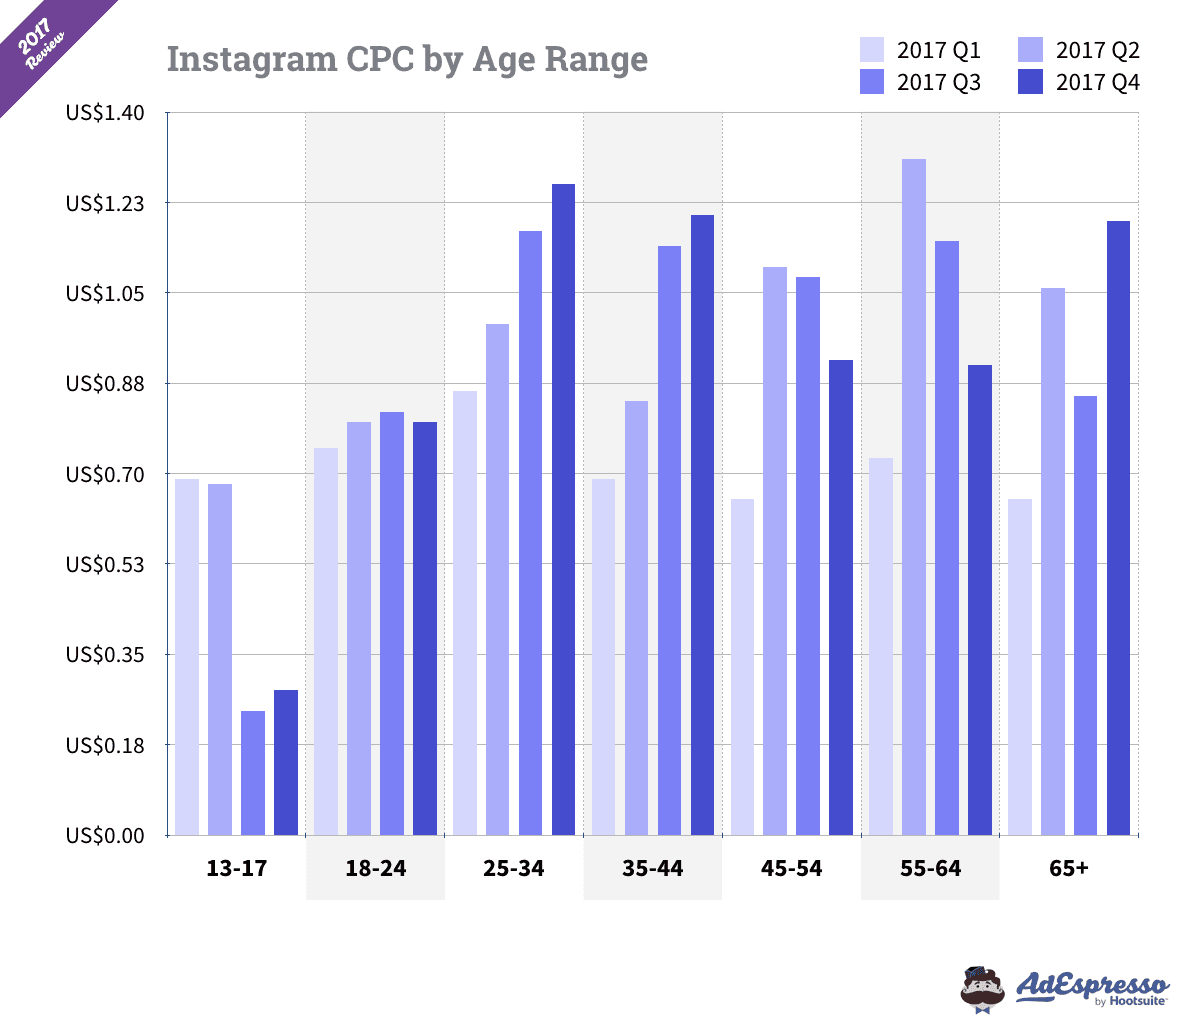 2017
Review
Instagram CPC by Age Range
2017 Q1
2017 Q2
2017 Q3
2017 Q4
US$1.40
US$1.23
US$1.05
US$0.88
US$0.70
US$0.53
US$0.35
US$0.18
US$0.00
13-17
18-24
25-34
35-44
45-54
55-64
65+
AdEspresso
by Hootsuite